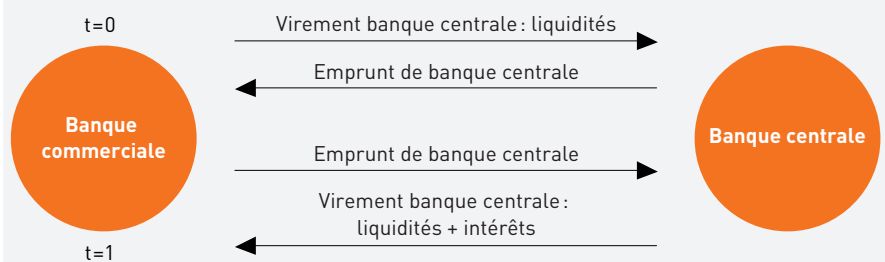 t=0
Virement banque centrale : liquidités
Emprunt de banque centrale
Banque
commerciale
Banque centrale
Emprunt de banque centrale
Virement banque centrale :
liquidités + intérêts
t=1